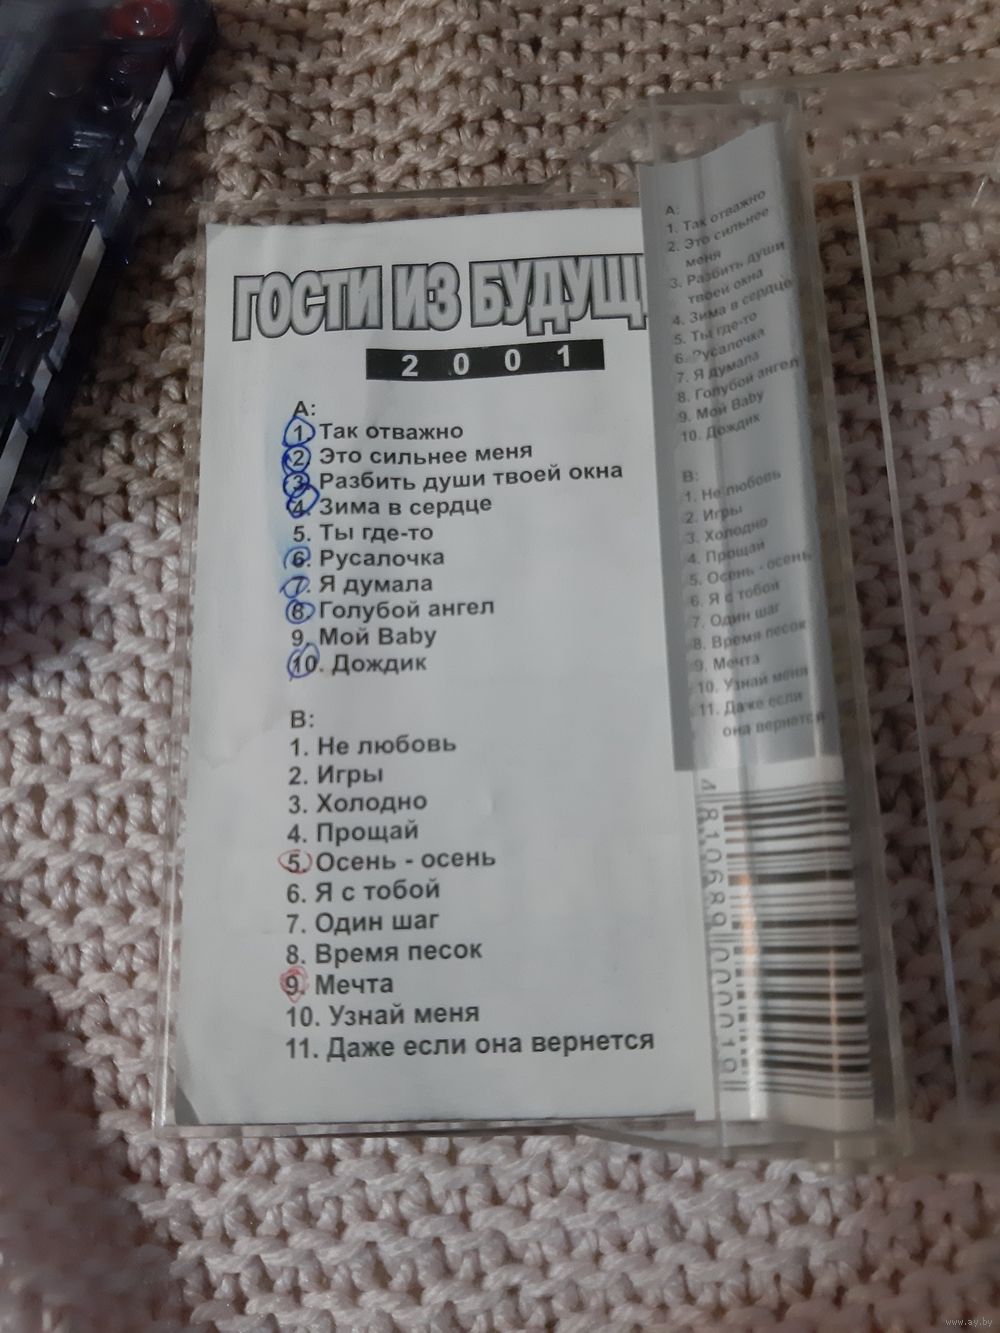 ГОСТИ ИЗ БУДУЩ
2001
А:
1. Так отважно
2. Это сильнее меня
3. Разбить души твоей окна
4. Зима в сердце
5. Ты где-то
6. Русалочка
7. Я думала
8. Голубой ангел
9. Мой Baby
10. Дождик
В:
1. Не любовь
2. Игры
3. Холодно
4. Прощай
5. Осень - осень
6. Я с тобой
7. Один шаг
8. Время песок
9. Мечта
10. Узнай меня
11. Даже если она вернется
А:
1. Так отважно
2. Это сильнее
меня
3. Разбить души
твоей окна
4. Зима в сердце
5. Ты где-то
6. Русалочка
7. Я думала
8. Голубой ангел
9. Мой Baby
10. Дождик
В:
1. Не любовь
2. Игры
3. Холодно
4. Прощай
5. Осень - осень
6. Я с тобой
7. Один шаг
8. Время песок
9. Мечта
10. Узнай меня
11. Даже если
она вернется
4 810689 000019
www.ay.by